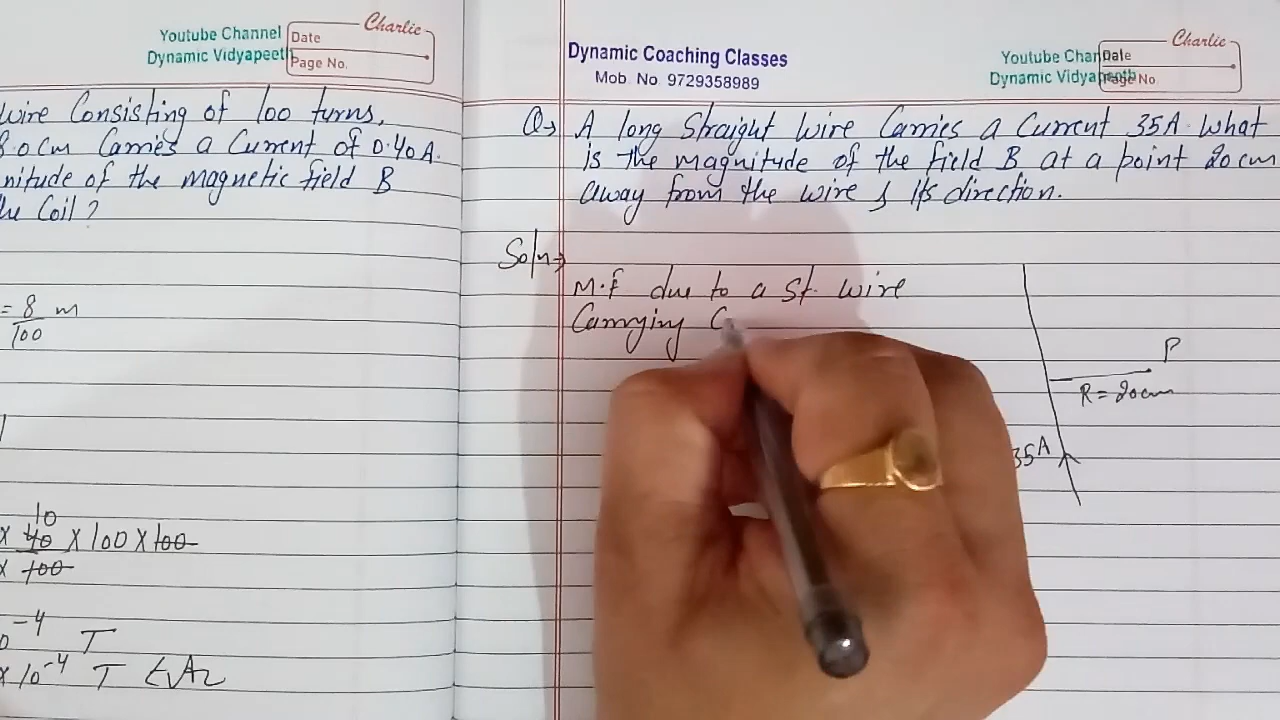 Youtube Channel
Dynamic Vidyapeeth
Charlie
Date
Page No.
wire Consisting of 100 turns,
8.0 cm Carries a Current of 0.40 A.
nitude of the magnetic field B
the Coil ?
= 8/100 m
10
x 40 x 100 x 100
x 100
-4 T
x 10-4 T
Dynamic Coaching Classes
Mob No 9729358989
Youtube Chan
Dynamic Vidyapeeth
Charlie
Date
Page No
Q→ A long Straight Wire Carries a Current 35A. What
is the magnitude of the field B at a point 20 cm
away from the wire & its direction.
Soln→
M.f due to a St. wire
Carrying C
P
R = 20cm
35A